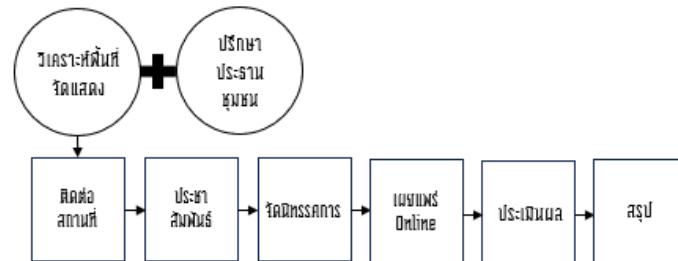 วิเคราะห์พื้นที่
จัดแสดง
ปรึกษา
ประธาน
ชุมชน
ติดต่อ
สถานที่
ประชา
สัมพันธ์
จัดนิทรรศการ
เผยแพร่
Online
ประเมินผล
สรุป